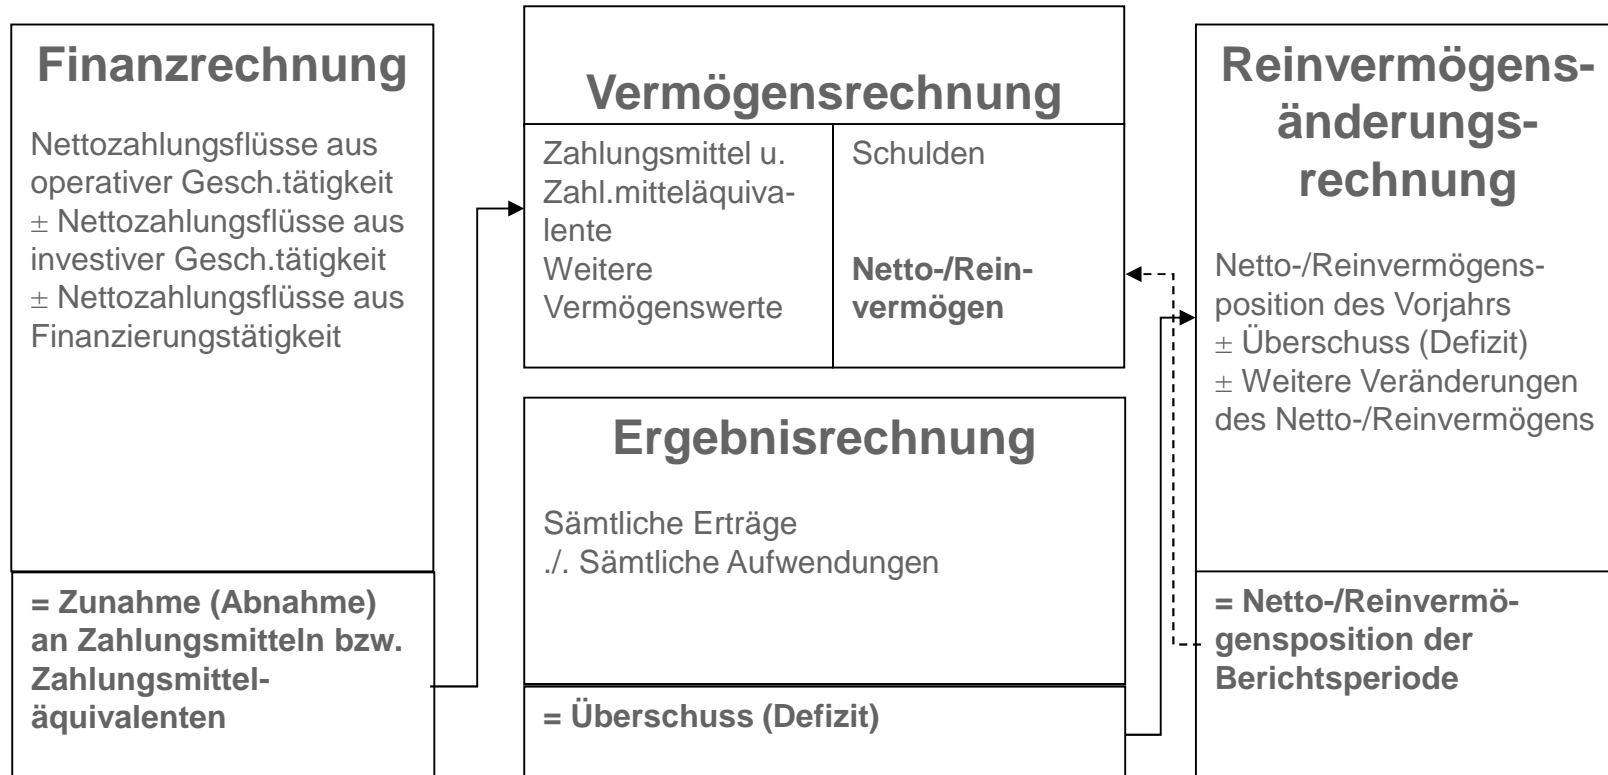 Finanzrechnung
Nettozahlungsflüsse aus
operativer Gesch.tätigkeit
± Nettozahlungsflüsse aus
investiver Gesch.tätigkeit
± Nettozahlungsflüsse aus
Finanzierungstätigkeit
= Zunahme (Abnahme)
an Zahlungsmitteln bzw.
Zahlungsmittel-
äquivalenten
Vermögensrechnung
Zahlungsmittel u.
Zahl.mitteläquiva-
lente
Weitere
Vermögenswerte
Schulden
Netto-/Rein-
vermögen
Ergebnisrechnung
Sämtliche Erträge
./. Sämtliche Aufwendungen
= Überschuss (Defizit)
Reinvermögens-
änderungs-
rechnung
Netto-/Reinvermögens-
position des Vorjahrs
± Überschuss (Defizit)
± Weitere Veränderungen
des Netto-/Reinvermögens
= Netto-/Reinvermö-
gensposition der
Berichtsperiode